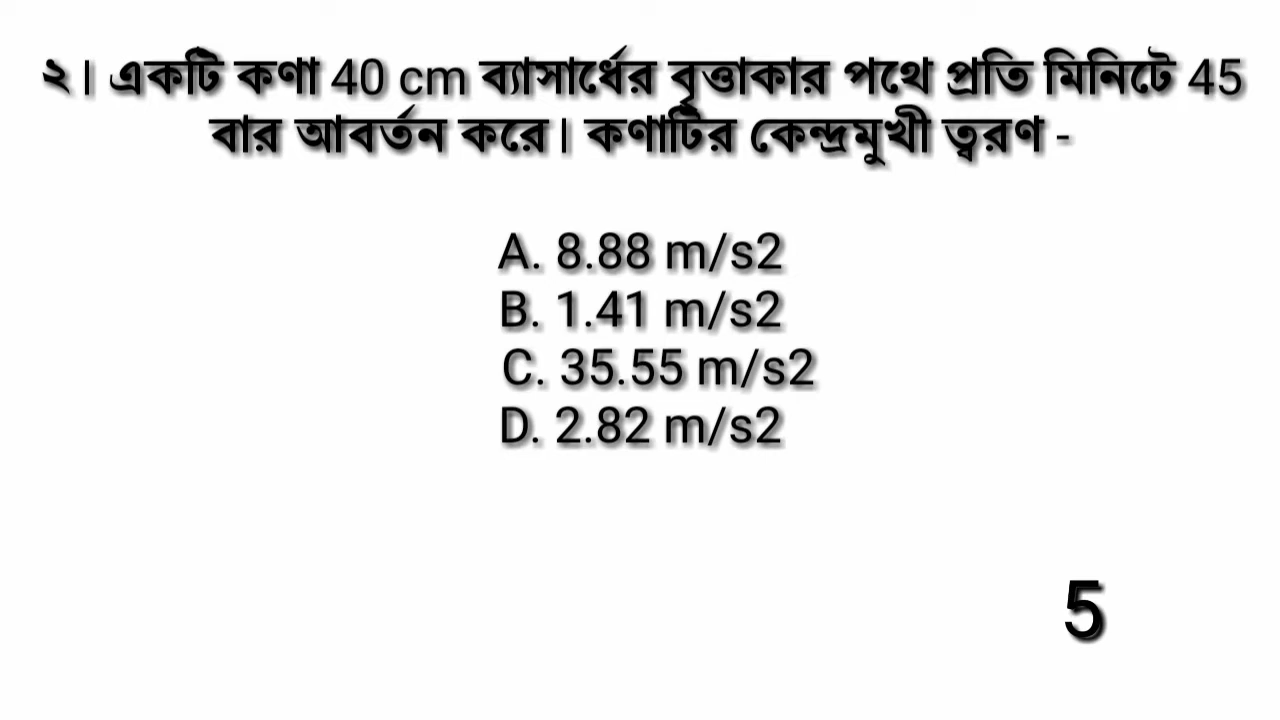 ২। একটি কণা 40 cm ব্যাসার্ধের বৃত্তাকার পথে প্রতি মিনিটে 45
বার আবর্তন করে। কণাটির কেন্দ্রমুখী ত্বরণ -
A. 8.88 m/s2
B. 1.41 m/s2
C. 35.55 m/s2
D. 2.82 m/s2
5